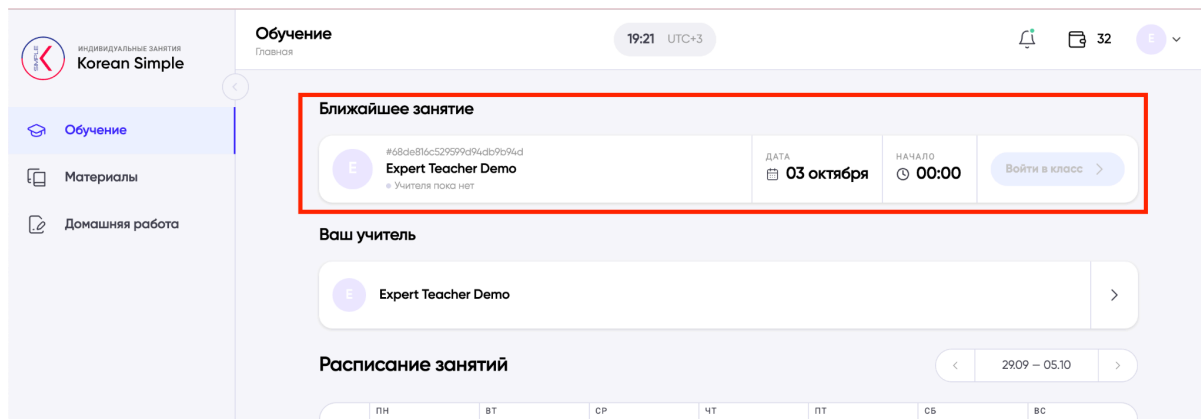 SIMPLE
ИНДИВИДУАЛЬНЫЕ ЗАНЯТИЯ
Korean Simple
Обучение
Главная
19:21 UTC+3
32
E
Обучение
Материалы
Домашняя работа
Ближайшее занятие
E
#68de816c529599d94db9b94d
Expert Teacher Demo
Учителя пока нет
ДАТА
03 октября
НАЧАЛО
00:00
Войти в класс
Ваш учитель
E
Expert Teacher Demo
Расписание занятий
29.09 — 05.10
ПН ВТ СР ЧТ ПТ СБ ВС